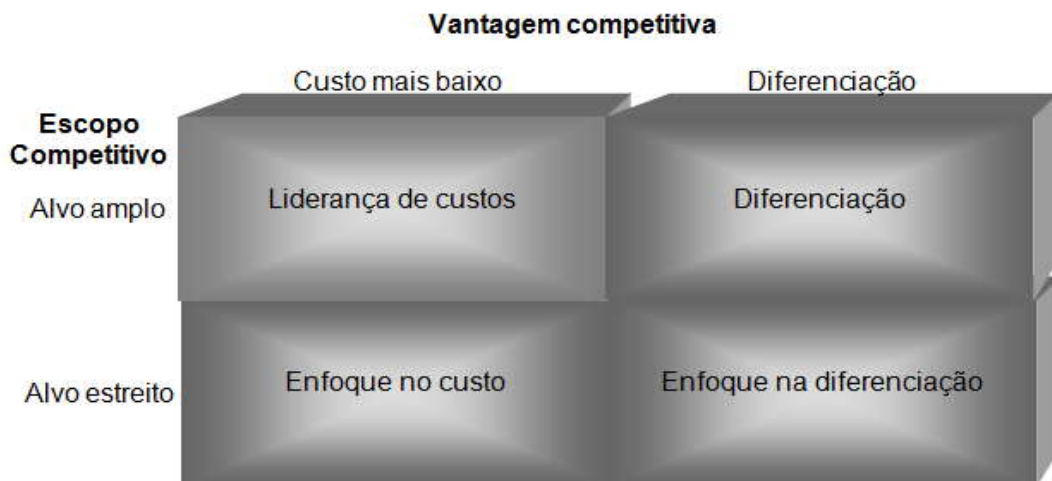 Vantagem competitiva
Custo mais baixo
Diferenciação
Escopo
Competitivo
Alvo amplo
Liderança de custos
Diferenciação
Alvo estreito
Enfoque no custo
Enfoque na diferenciação